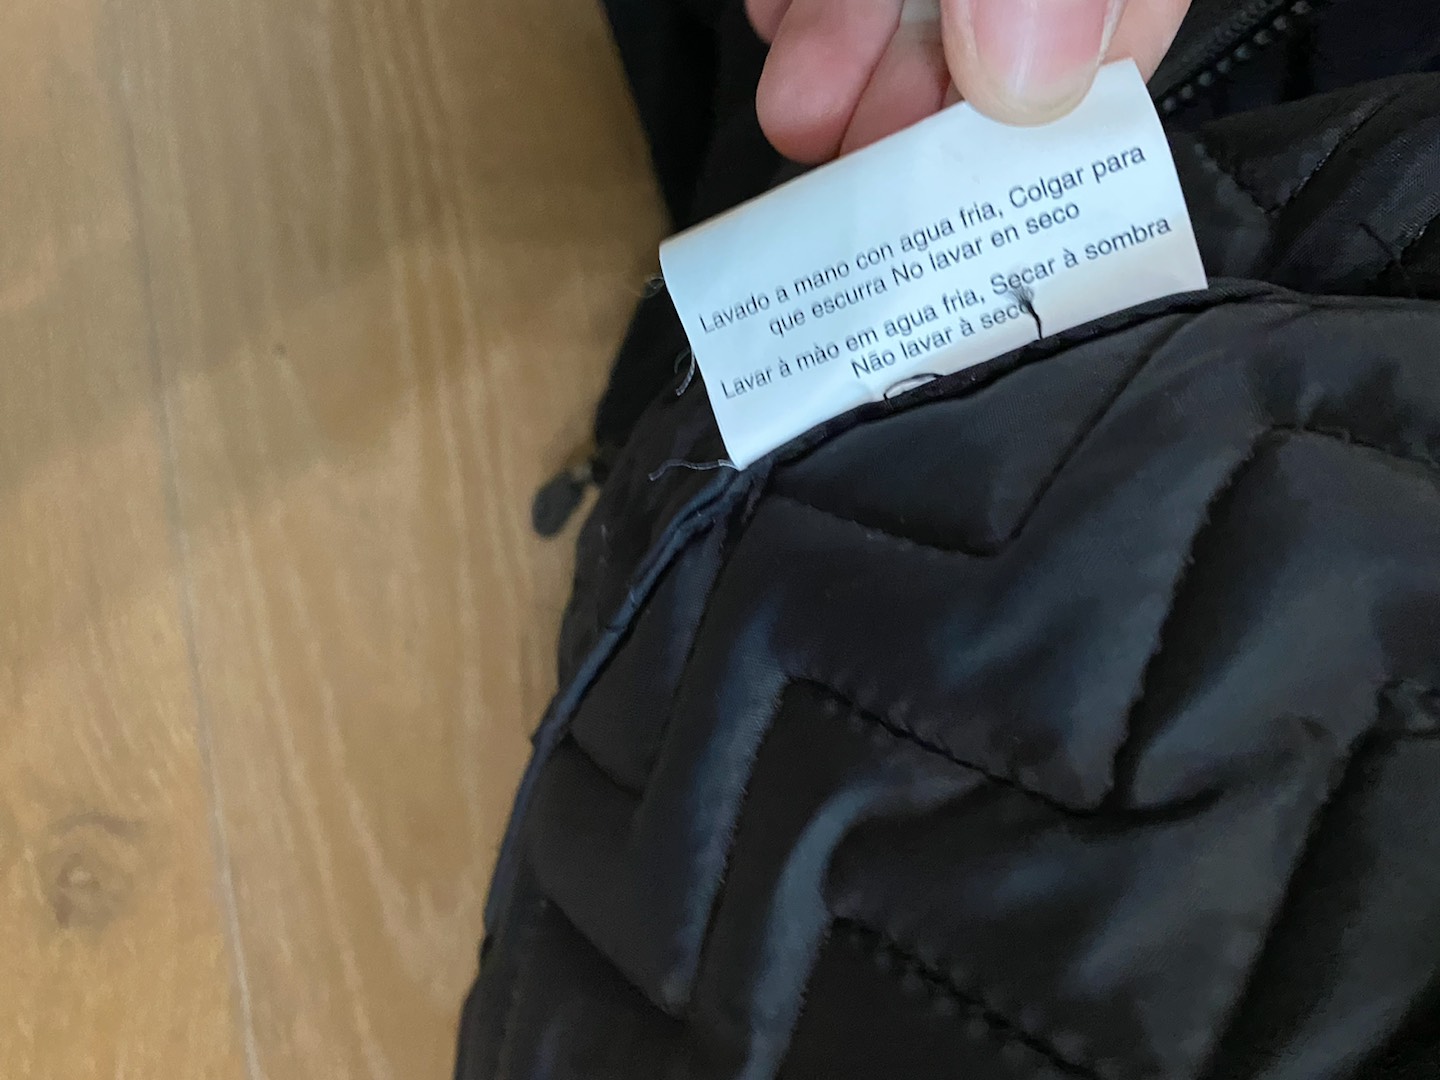 Lavado a mano con agua fria, Colgar para
que escurra No lavar en seco
Lavar à mào em agua fria, Secar à sombra
Não lavar à seco